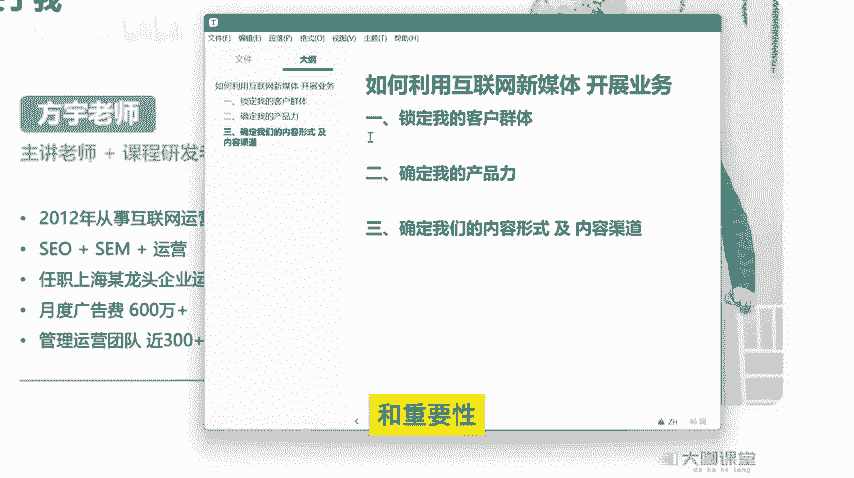 方宇老师
主讲老师 + 课程研发
• 2012年从事互联网运营
• SEO + SEM + 运营
• 任职上海某龙头企业运
• 月度广告费 600万+
• 管理运营团队 近300+
T
文件(F) 编辑(E) 段落(P) 格式(O) 视图(V) 主题(T) 帮助(H)
文件 大纲
如何利用互联网新媒体 开展业务
一、锁定我的客户群体
二、确定我的产品力
三、确定我们的内容形式 及
内容渠道
如何利用互联网新媒体 开展业务
一、锁定我的客户群体
二、确定我的产品力
三、确定我们的内容形式 及 内容渠道
和重要性
ZH 46 词
大咖课堂
da ka ke tang